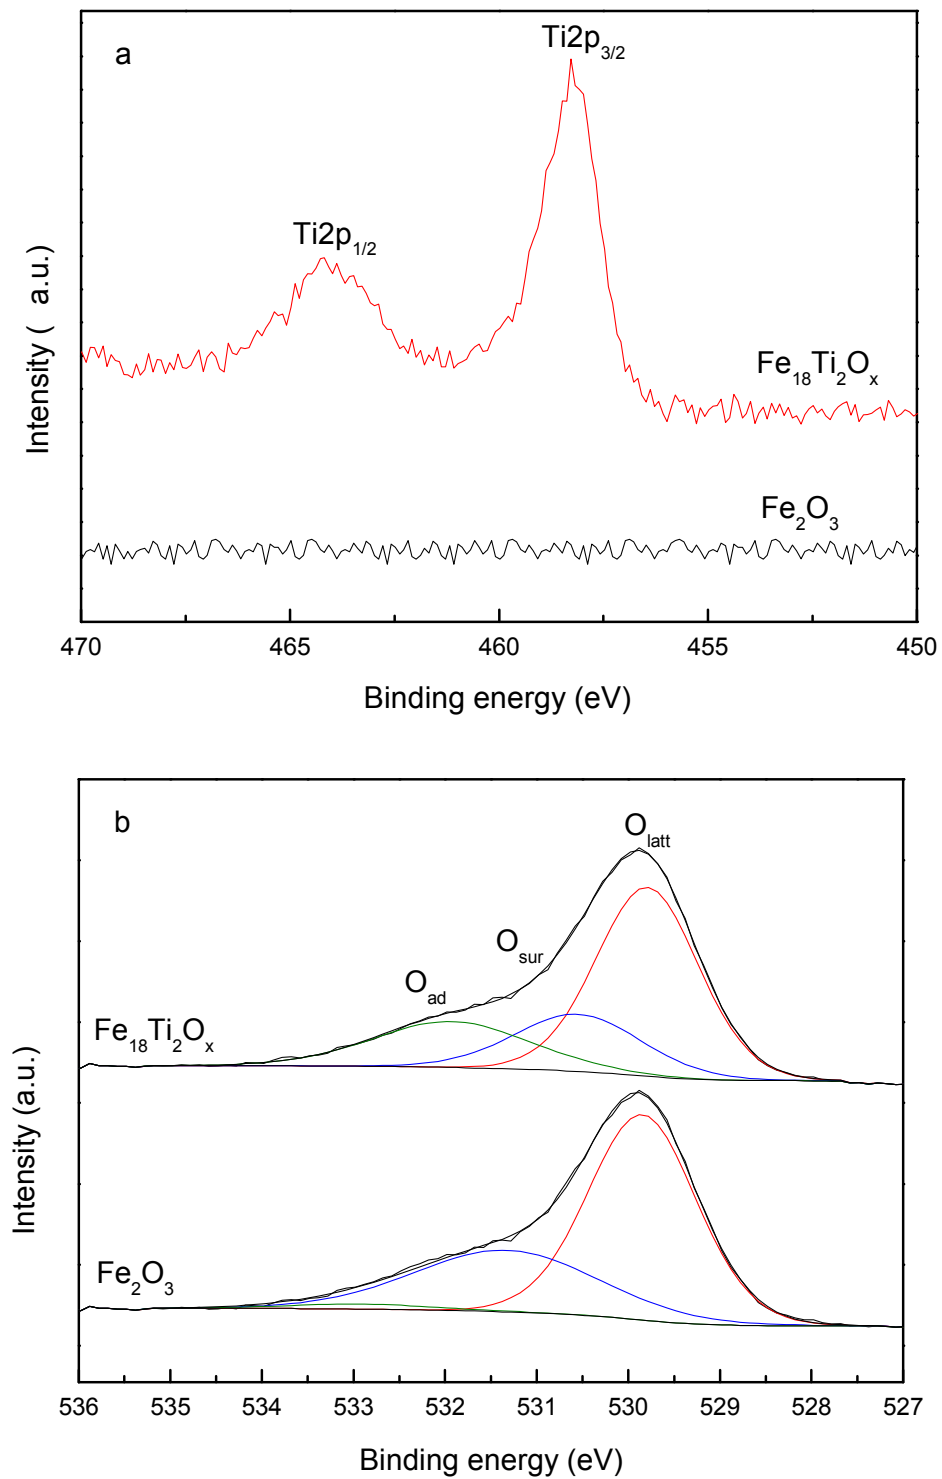 a
Ti2p3/2
Ti2p1/2
Fe18Ti2Ox
Fe2O3
Intensity ( a.u.)
470 465 460 455 450
Binding energy (eV)
b
Olatt
Osur
Oad
Fe18Ti2Ox
Fe2O3
Intensity (a.u.)
536 535 534 533 532 531 530 529 528 527
Binding energy (eV)